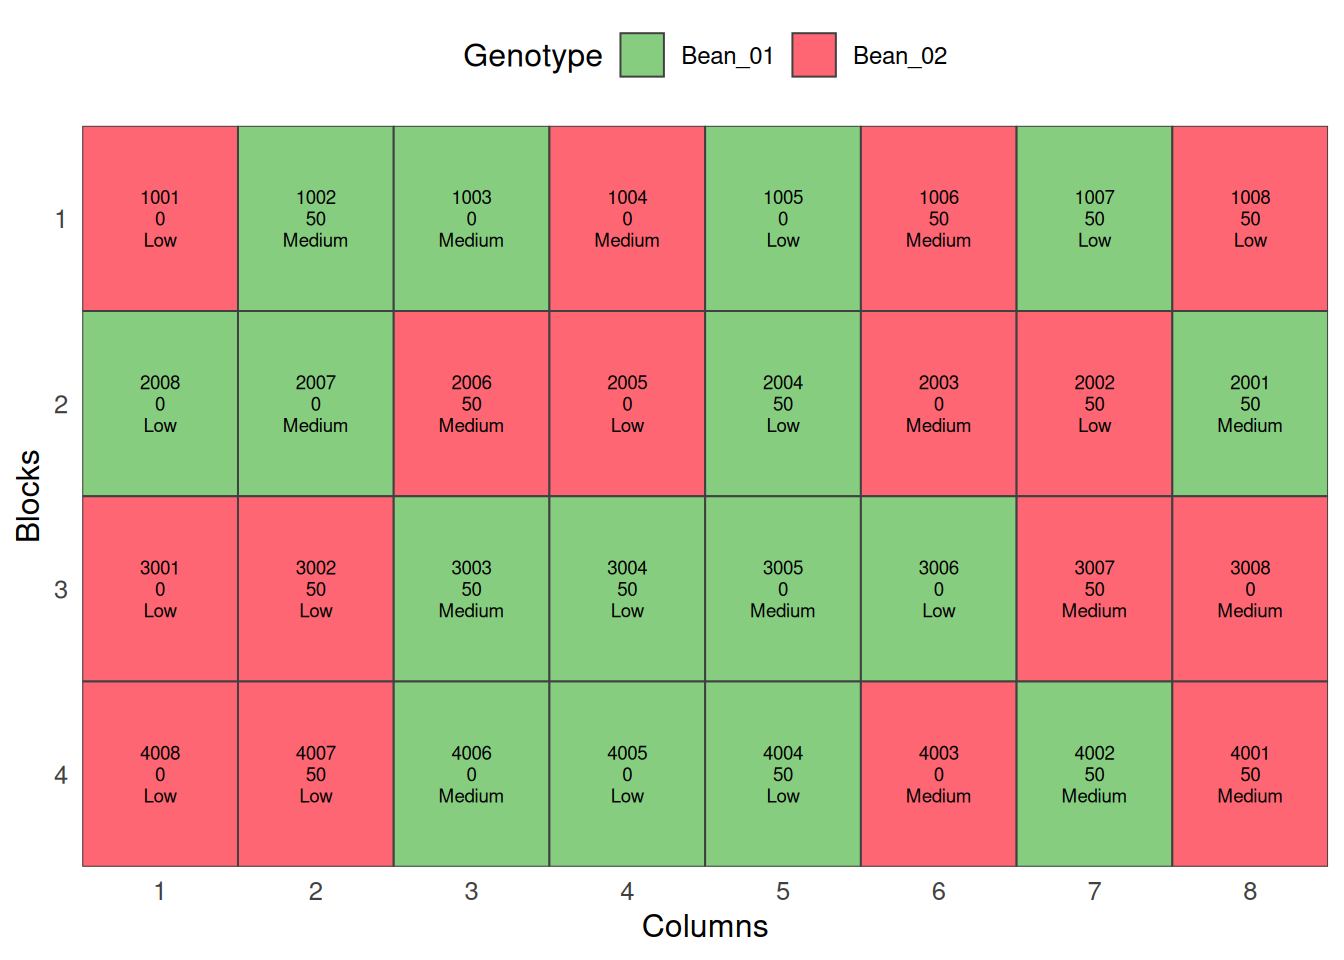 Genotype Bean_01 Bean_02
1001 1002 1003 1004 1005 1006 1007 1008
1 0 50 0 0 0 50 50 50
Low Medium Medium Medium Low Medium Low Low
2008 2007 2006 2005 2004 2003 2002 2001
2 0 0 50 0 50 0 50 50
Low Medium Medium Low Low Medium Low Medium
Blocks
3001 3002 3003 3004 3005 3006 3007 3008
3 0 50 50 50 0 0 50 0
Low Low Medium Low Medium Low Medium Medium
4008 4007 4006 4005 4004 4003 4002 4001
4 0 50 0 0 50 0 50 50
Low Low Medium Low Low Medium Medium Medium
1 2 3 4 5 6 7 8
Columns